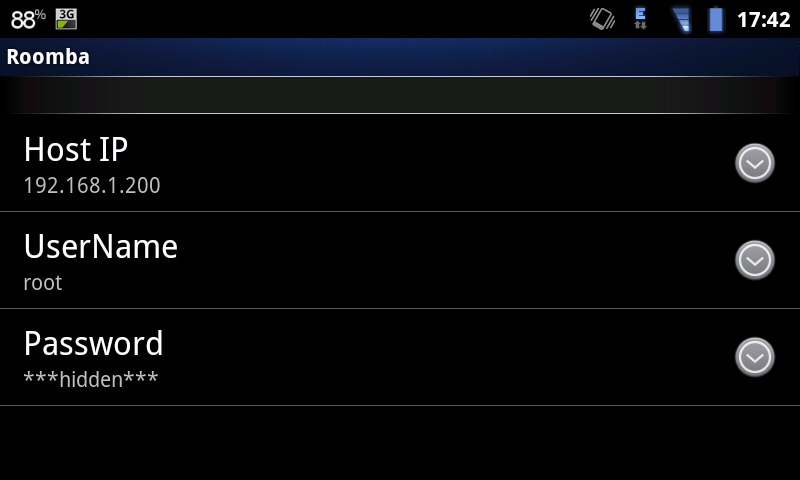 88% 3G E 17:42
Roomba
Host IP
192.168.1.200
UserName
root
Password
***hidden***